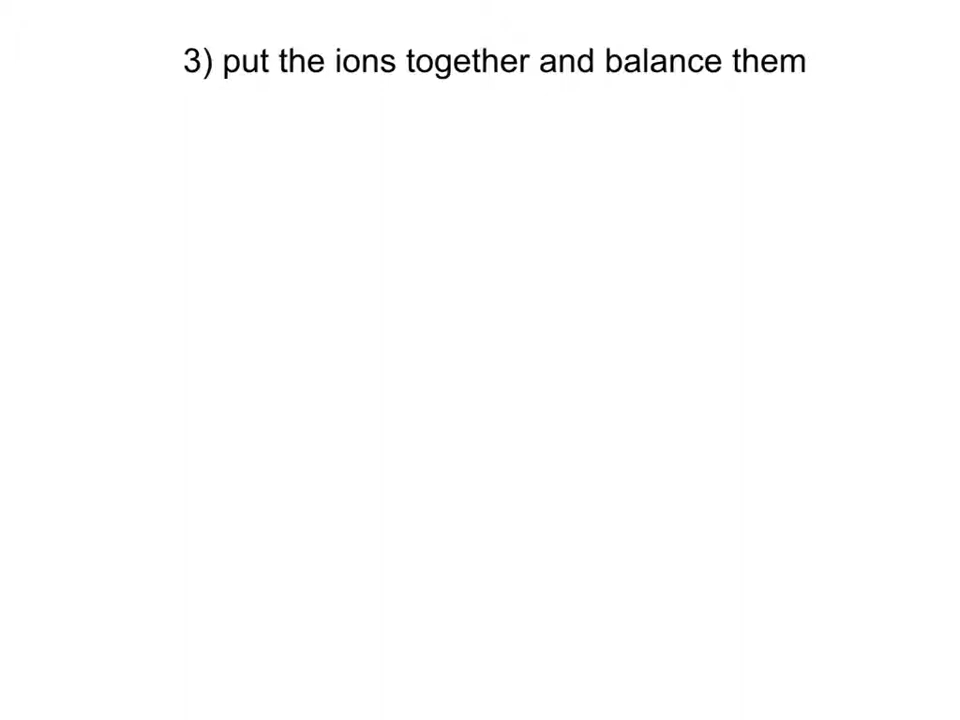 3) put the ions together and balance them